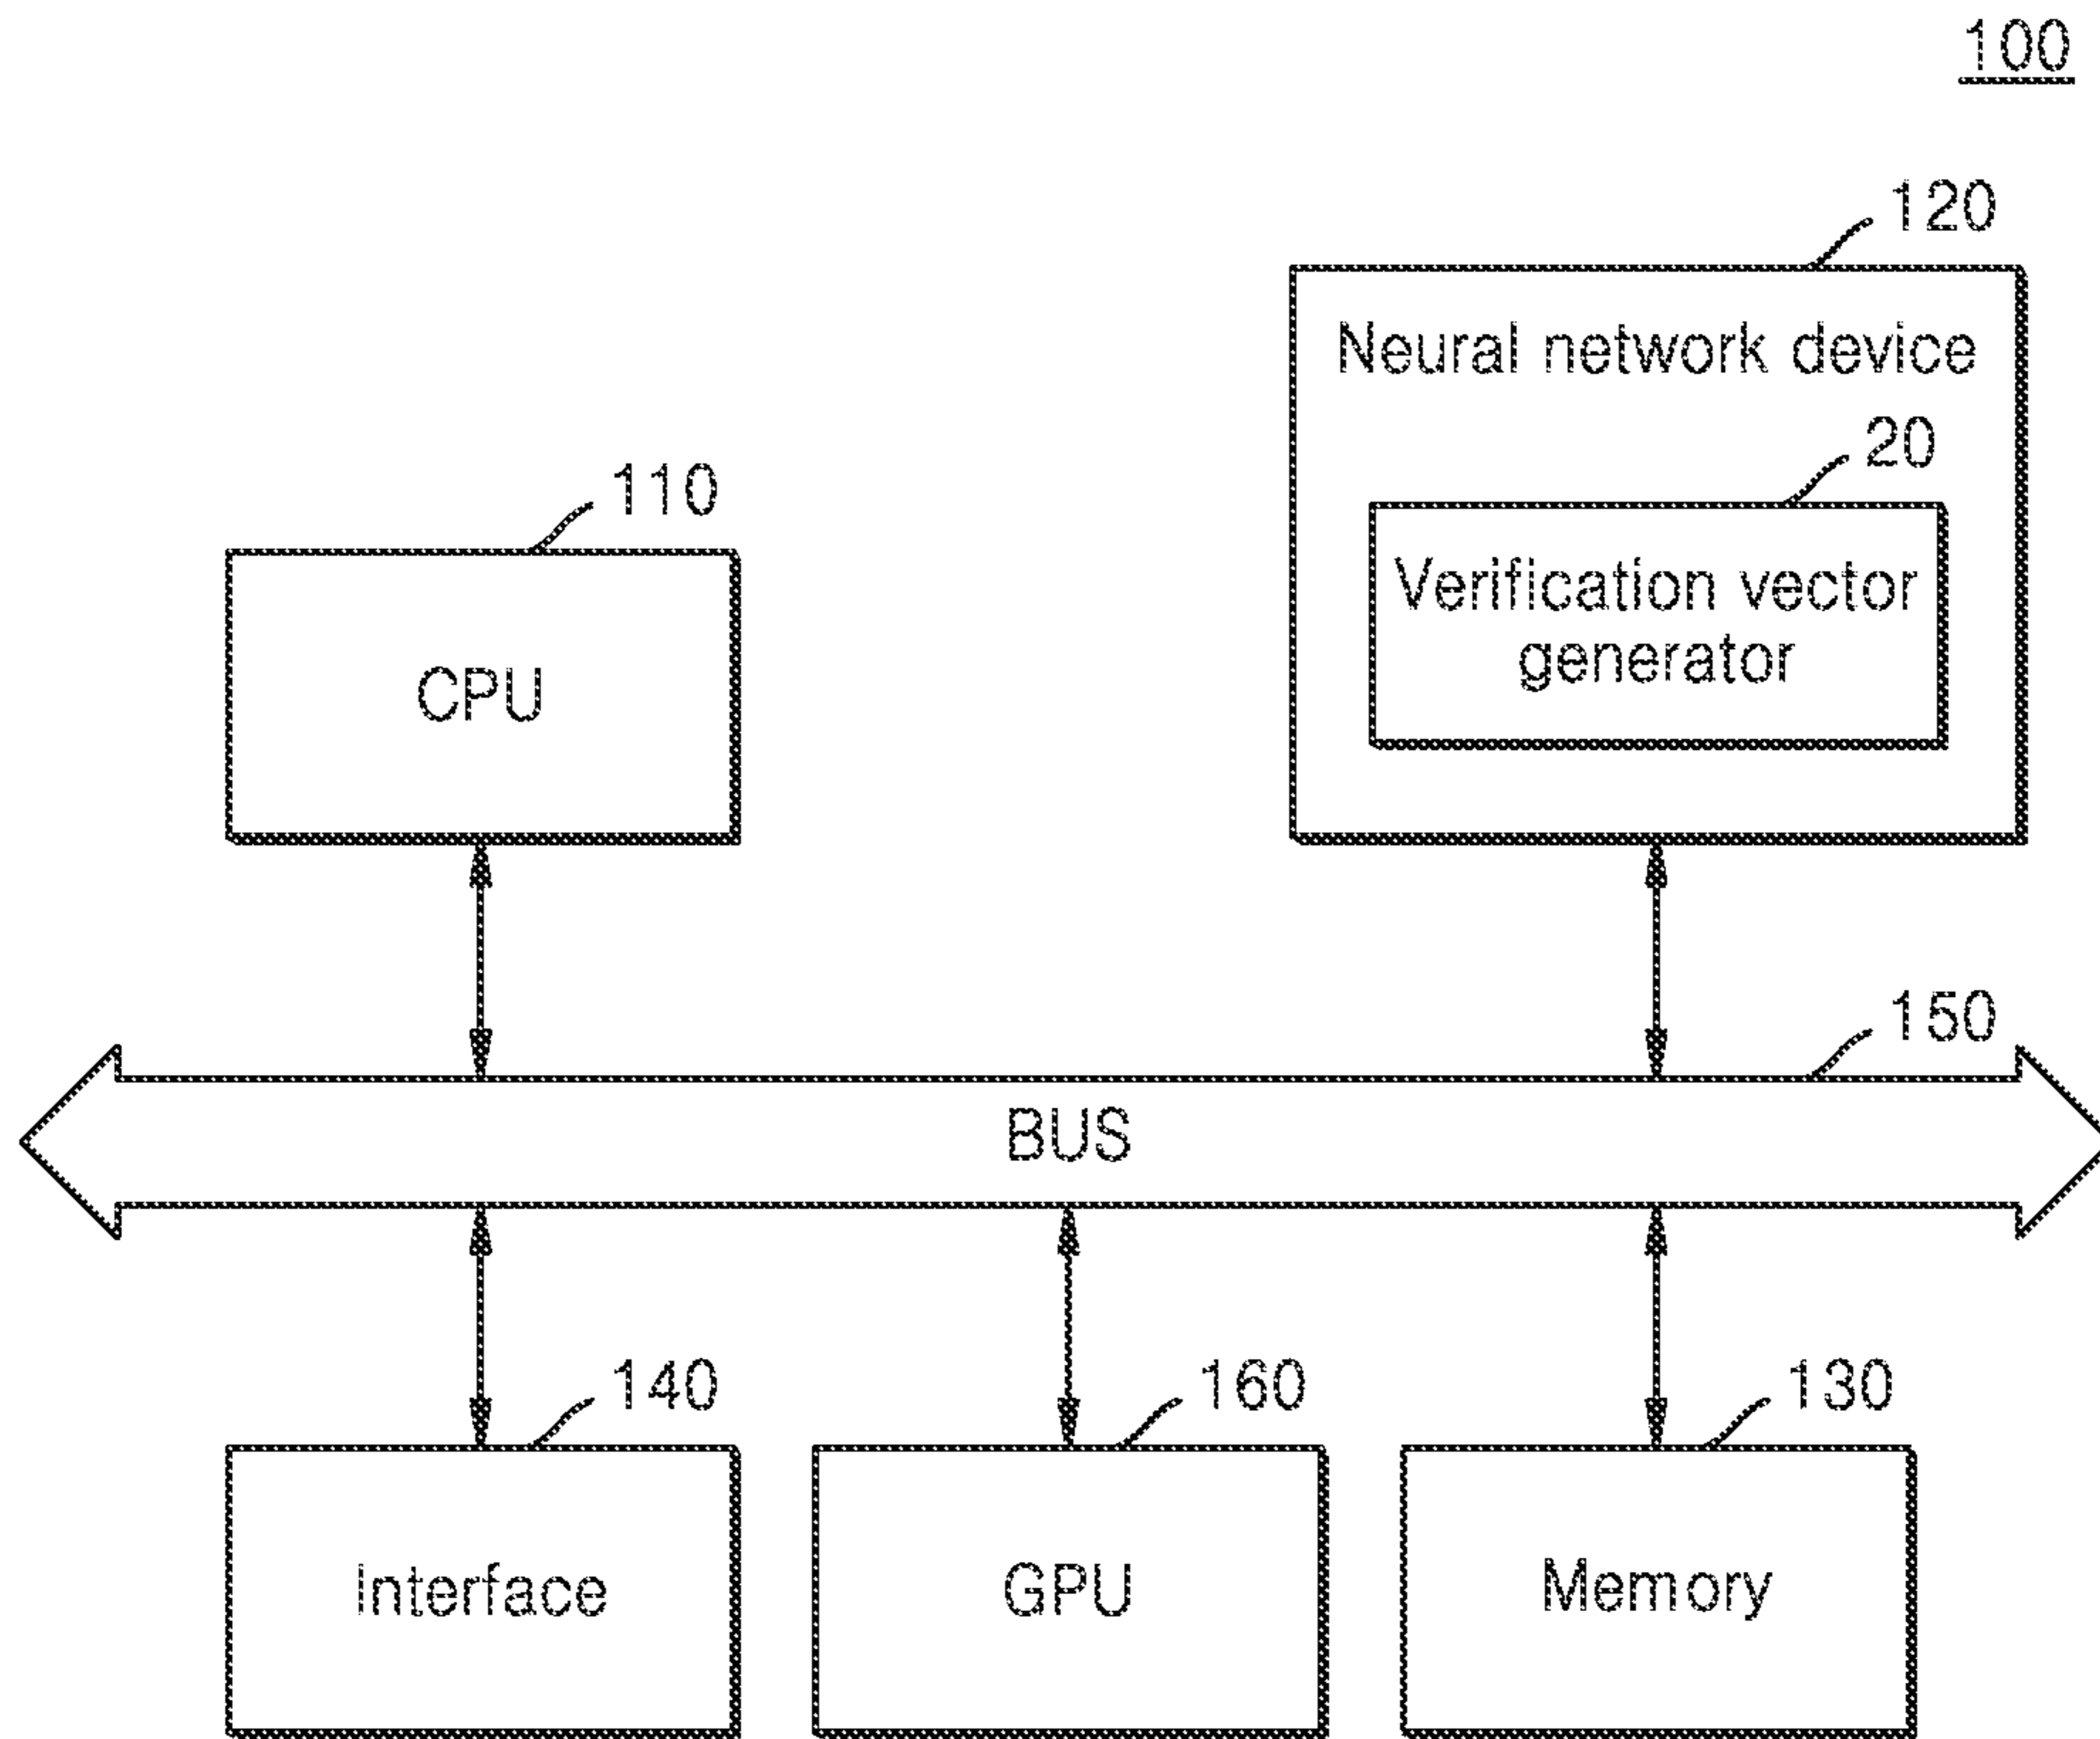 100
120
Neural network device
20
110
Verification vector
generator
CPU
150
BUS
140
160
130
Interface
GPU
Memory